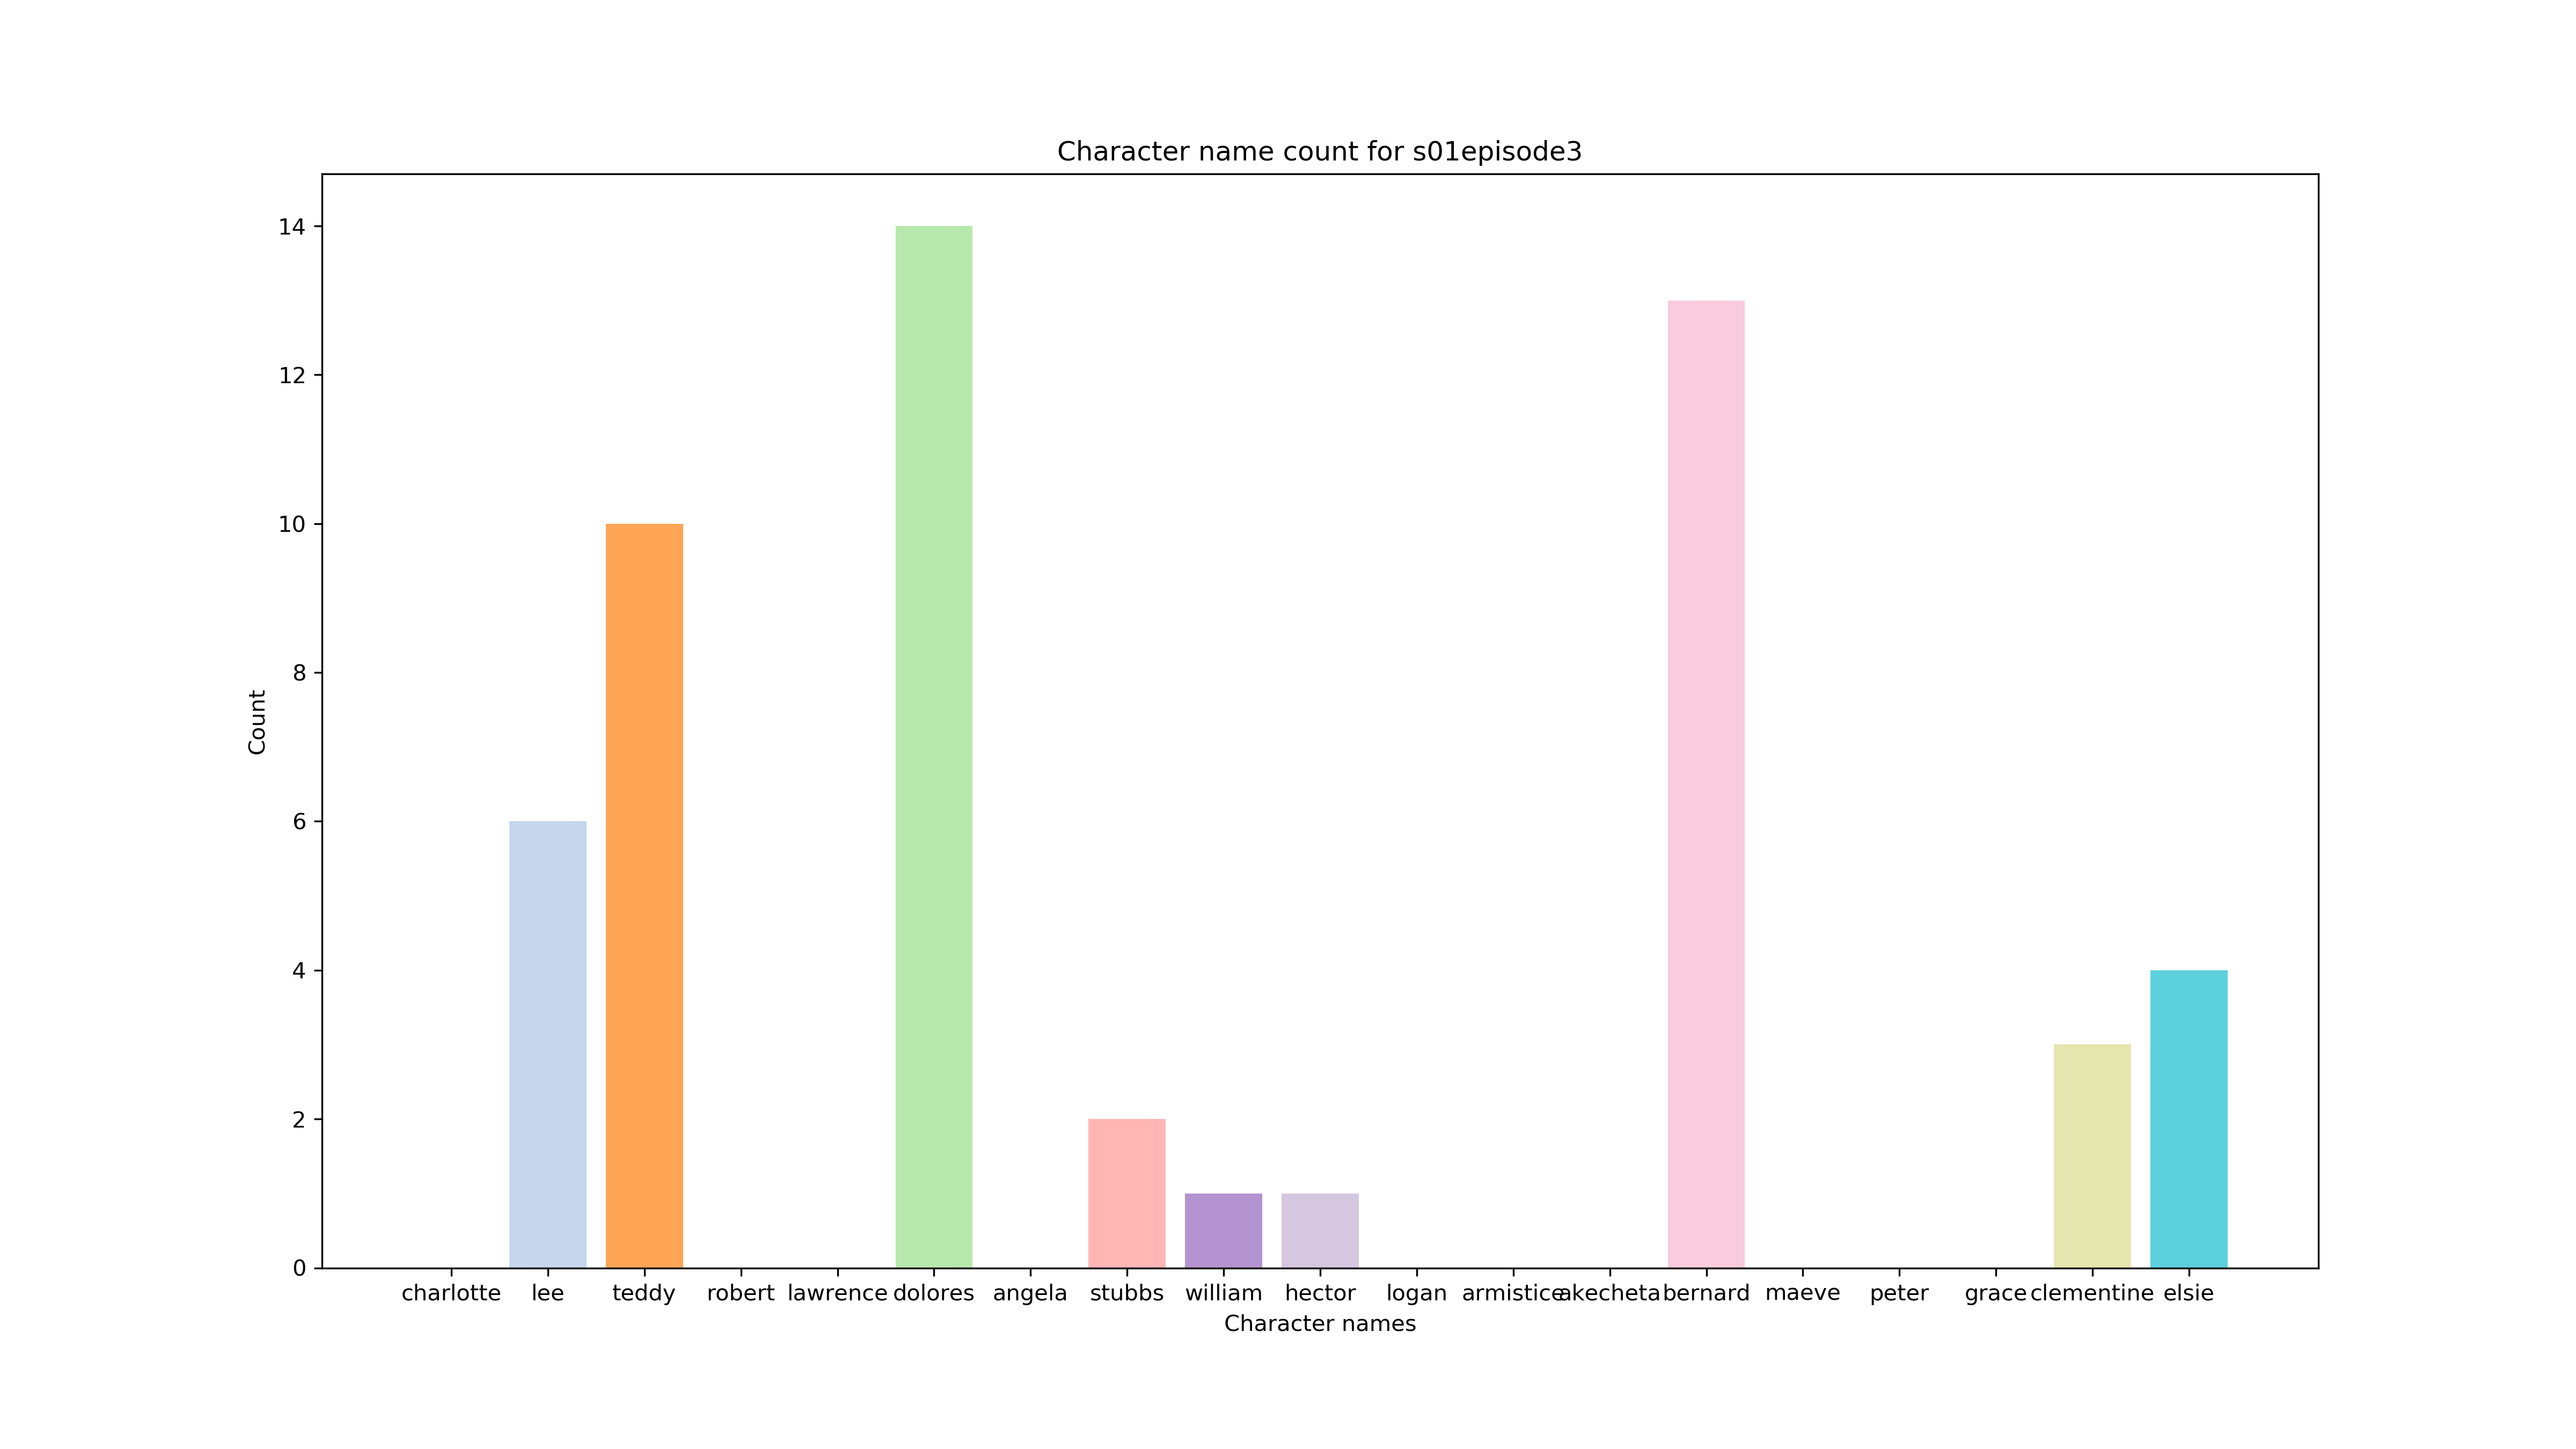 Character name count for s01episode3
14
12
10
8
6
4
2
0
Count
charlotte lee teddy robert lawrence dolores angela stubbs william hector logan armistice akecheta bernard maeve peter grace clementine elsie
Character names